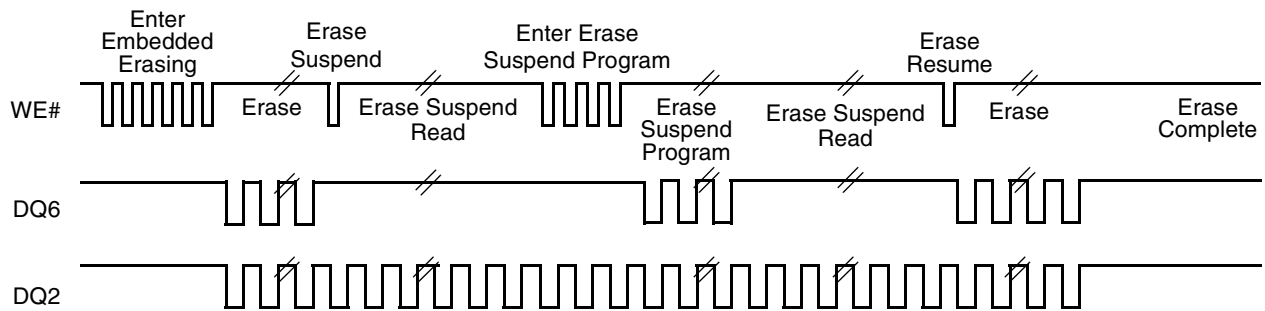 Enter
Embedded
Erasing
Erase
Suspend
Enter Erase
Suspend Program
Erase
Resume
WE#
Erase
Erase Suspend
Read
Erase
Suspend
Program
Erase Suspend
Read
Erase
Erase
Complete
DQ6
DQ2